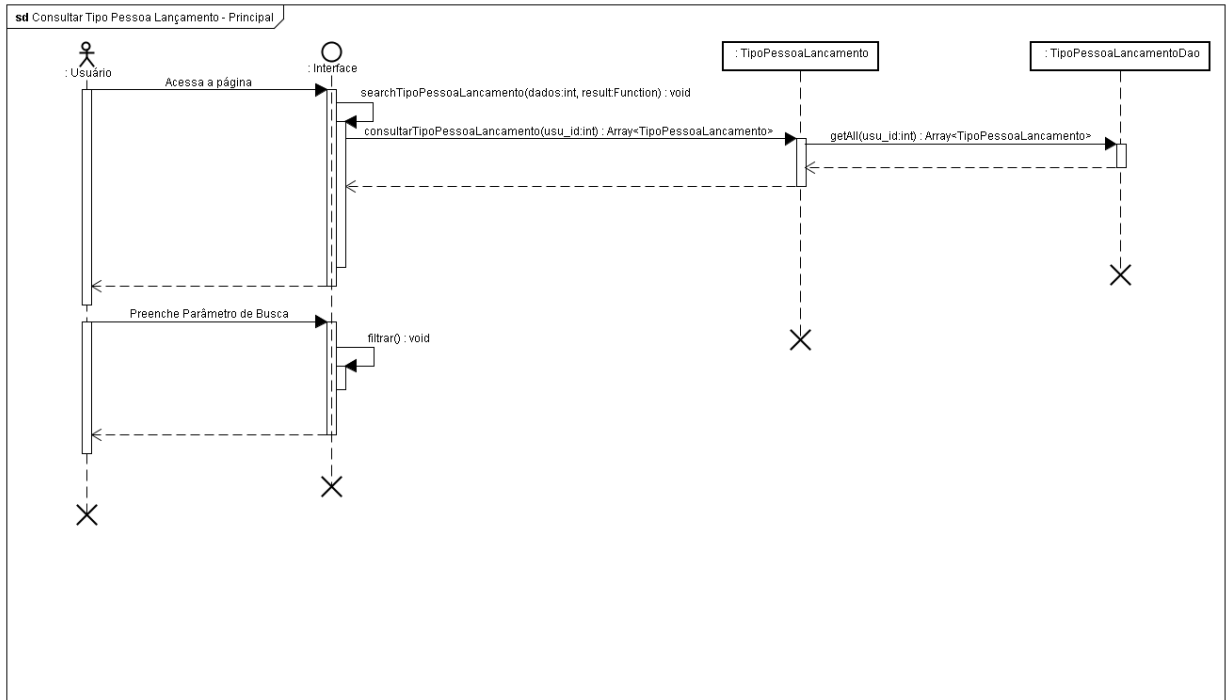 sd Consultar Tipo Pessoa Lançamento - Principal
: Usuário
: Interface
: TipoPessoaLancamento
: TipoPessoaLancamentoDao
Acessa a página
searchTipoPessoaLancamento(dados:int, result:Function) : void
consultarTipoPessoaLancamento(usu_id:int) : Array<TipoPessoaLancamento>
getAll(usu_id:int) : Array<TipoPessoaLancamento>
Preenche Parâmetro de Busca
filtrar() : void